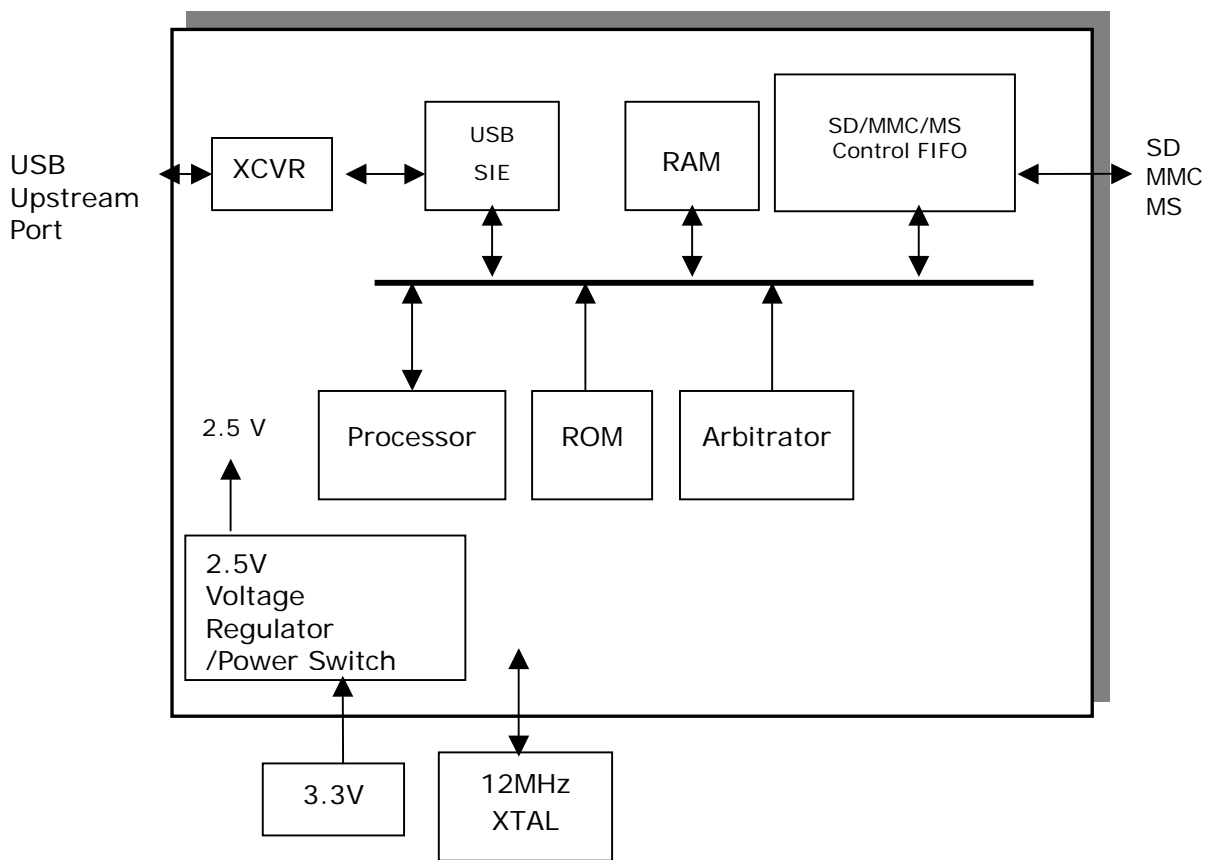 USB
Upstream
Port
XCVR
USB
SIE
RAM
SD/MMC/MS
Control FIFO
SD
MMC
MS
Processor
ROM
Arbitrator
2.5 V
2.5V
Voltage
Regulator
/Power Switch
3.3V
12MHz
XTAL